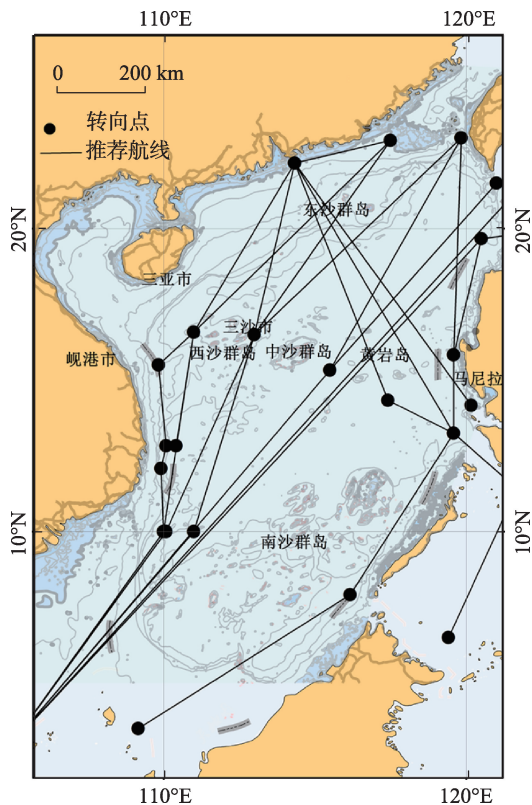 110°E 120°E
0 200 km
转向点
推荐航线
东沙群岛
20°N 20°N
三亚市
三沙市
岘港市 西沙群岛 中沙群岛 黄岩岛
马尼拉
10°N 10°N
南沙群岛
110°E 120°E